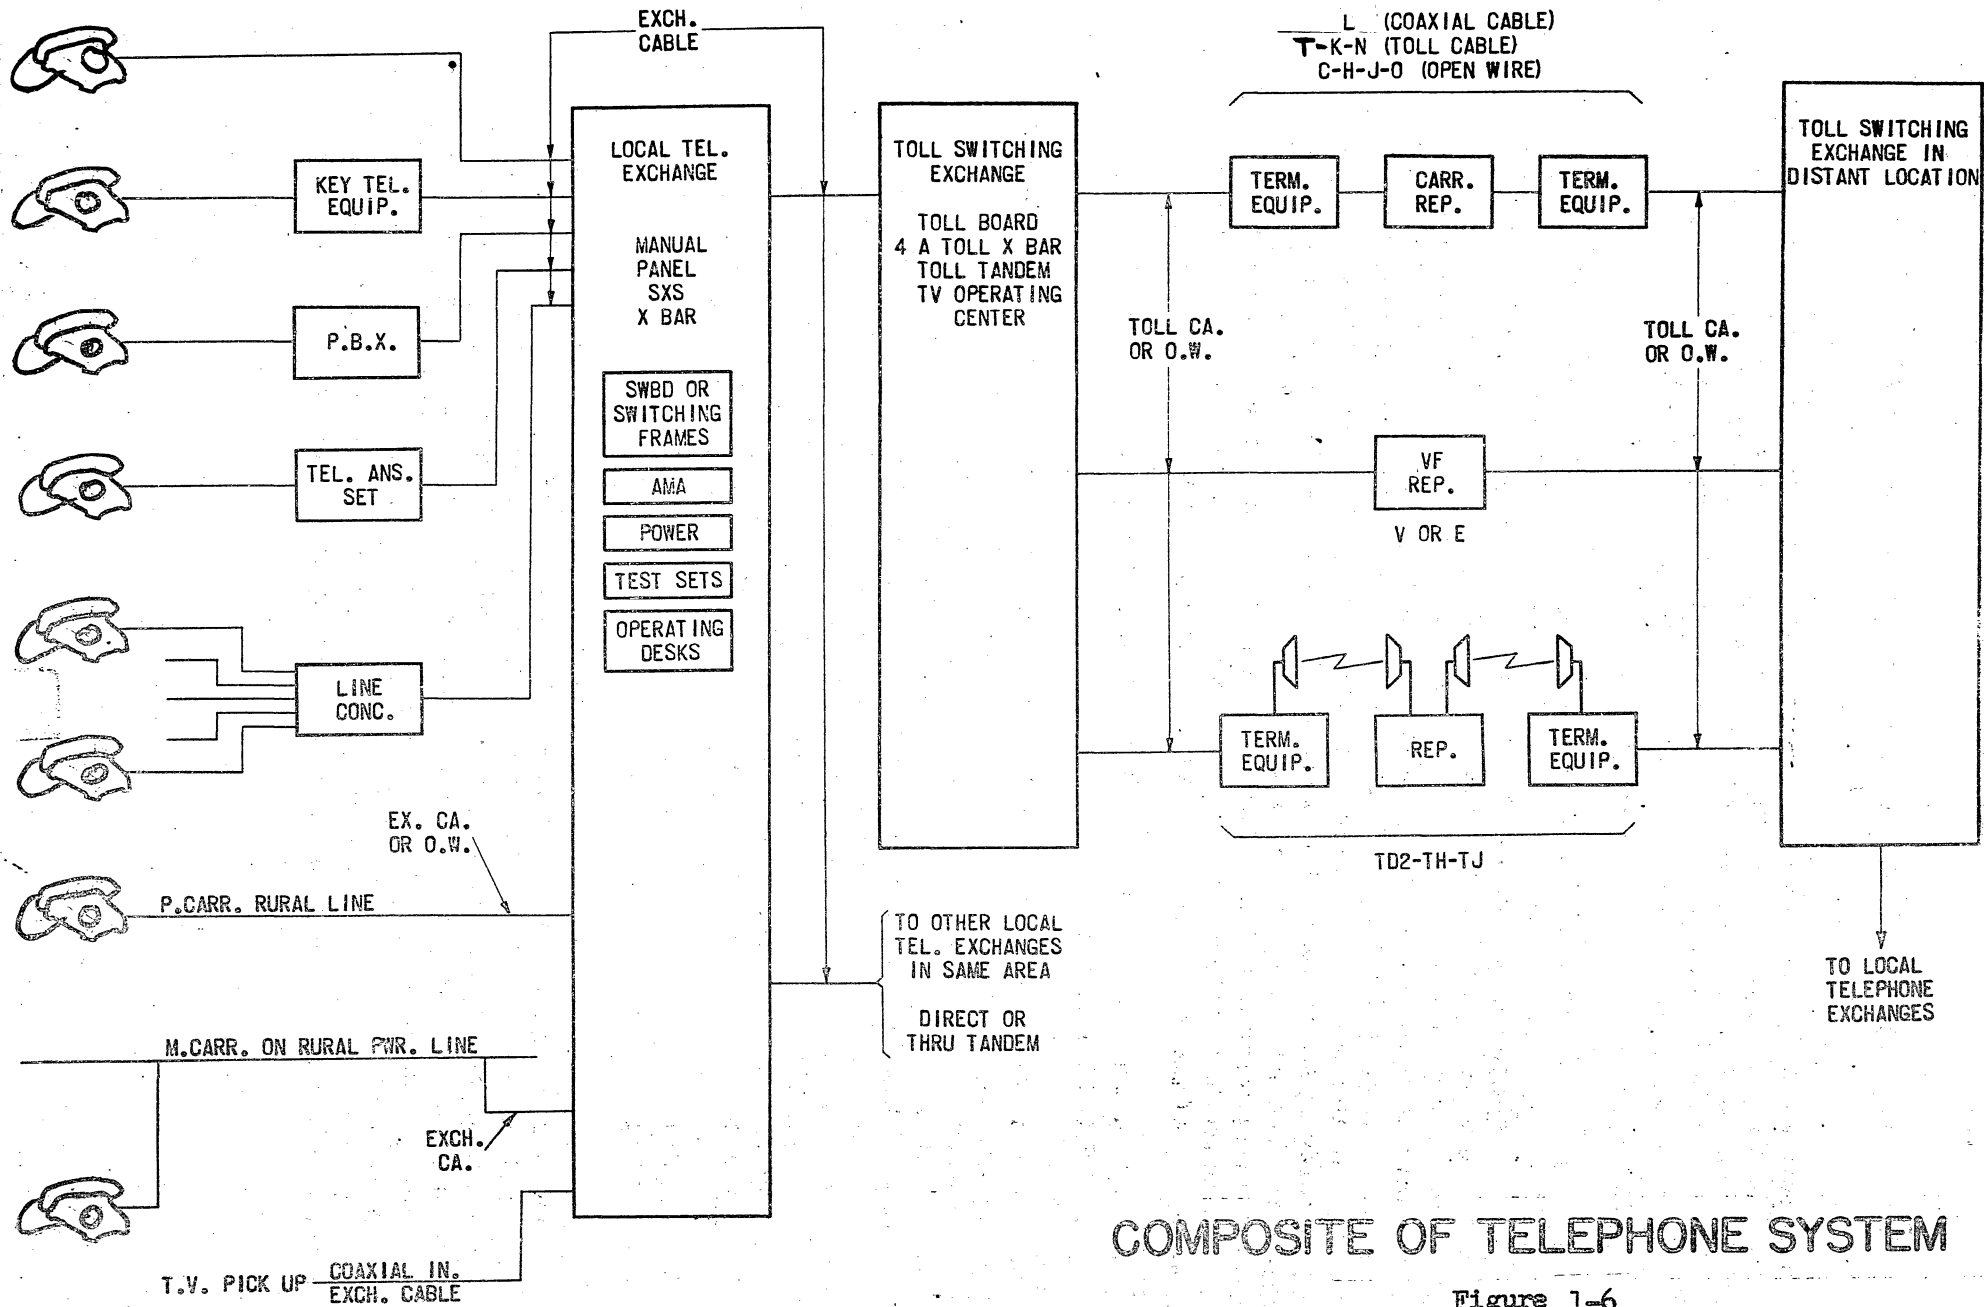 EXCH.
CABLE
L (COAXIAL CABLE)
T-K-N (TOLL CABLE)
C-H-J-O (OPEN WIRE)
KEY TEL.
EQUIP.
P.B.X.
TEL. ANS.
SET
LINE
CONC.
EX. CA.
OR O.W.
P.CARR. RURAL LINE
M.CARR. ON RURAL PWR. LINE
EXCH.
CA.
T.V. PICK UP
COAXIAL IN.
EXCH. CABLE
LOCAL TEL.
EXCHANGE
MANUAL
PANEL
SXS
X BAR
SWBD OR
SWITCHING
FRAMES
AMA
POWER
TEST SETS
OPERATING
DESKS
TOLL SWITCHING
EXCHANGE
TOLL BOARD
4 A TOLL X BAR
TOLL TANDEM
TV OPERATING
CENTER
TO OTHER LOCAL
TEL. EXCHANGES
IN SAME AREA
DIRECT OR
THRU TANDEM
TERM.
EQUIP.
CARR.
REP.
TERM.
EQUIP.
TOLL CA.
OR O.W.
TOLL CA.
OR O.W.
VF
REP.
V OR E
TERM.
EQUIP.
REP.
TERM.
EQUIP.
TD2-TH-TJ
TOLL SWITCHING
EXCHANGE IN
DISTANT LOCATION
TO LOCAL
TELEPHONE
EXCHANGES
COMPOSITE OF TELEPHONE SYSTEM
Figure 1-6